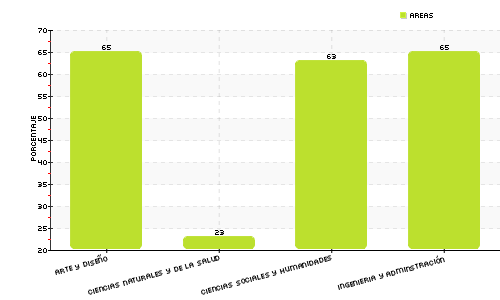 AREAS
70
65
60
55
50
45
40
35
30
25
20
PORCENTAJE
65
23
63
65
ARTE y DISEÑO
CIENCIAS NATURALES y DE LA SALUD
CIENCIAS SOCIALES y HUMANIDADES
INGENIERIA y ADMINSTRACIÓN